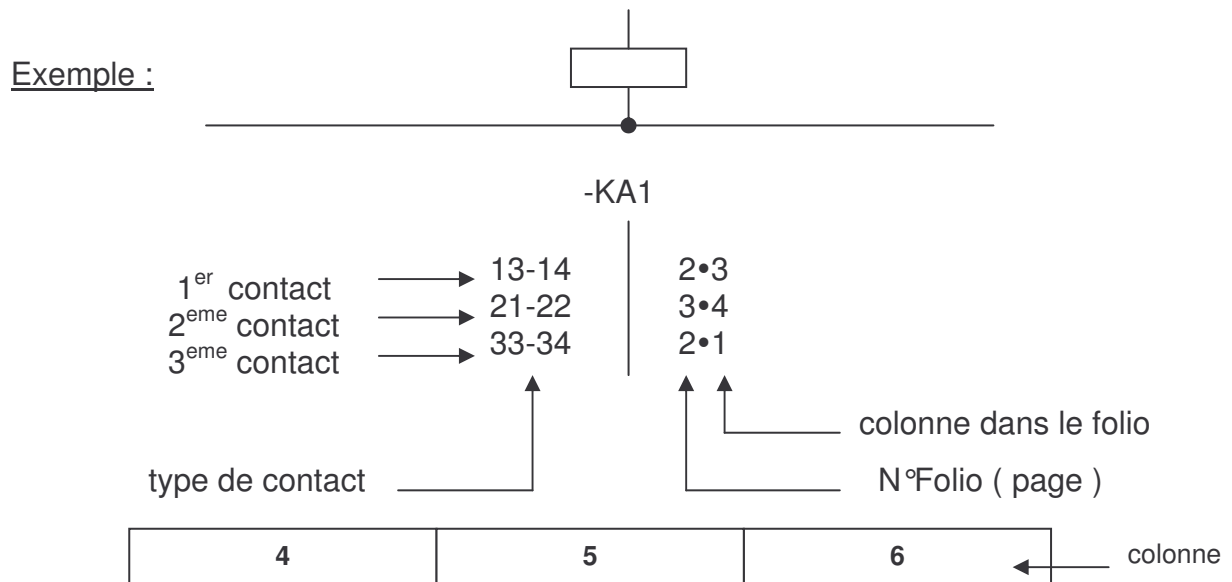 Exemple :
-KA1
1er contact 13-14 2•3
2eme contact 21-22 3•4
3eme contact 33-34 2•1
colonne dans le folio
type de contact N°Folio ( page )
4 5 6 colonne